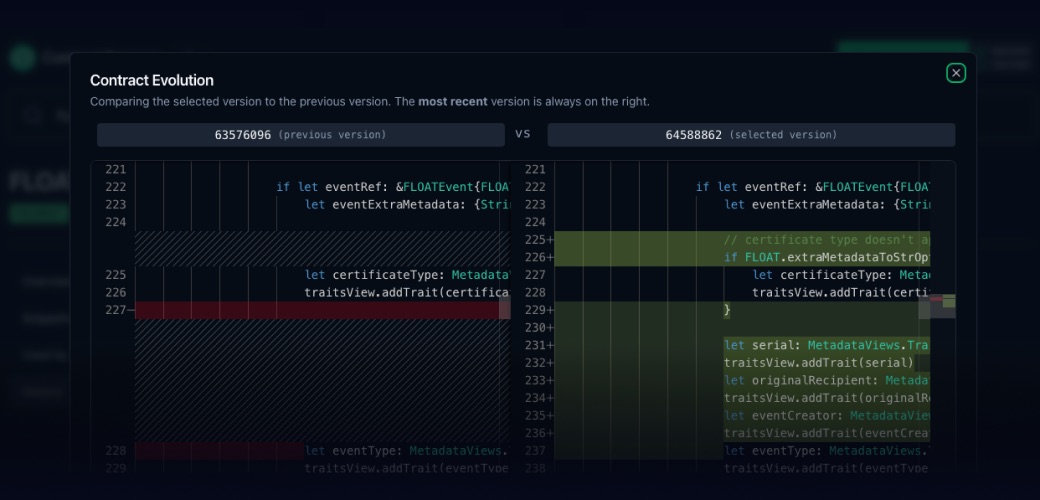 Contract Evolution
Comparing the selected version to the previous version. The most recent version is always on the right.
63576096 (previous version)
VS
64588862 (selected version)
221
222 if let eventRef: &FLOATEvent{FLOA
223 let eventExtraMetadata: {Strin
224
225 let certificateType: Metadata
226 traitsView.addTrait(certifica
227−
228 let eventType: MetadataViews.
229 traitsView.addTrait(eventType
221
222 if let eventRef: &FLOATEvent{FLOA
223 let eventExtraMetadata: {Strin
224
225+ // certificate type doesn't a
226+ if FLOAT.extraMetadataToStrOp
227 let certificateType: Meta
228 traitsView.addTrait(certi
229+ }
230+
231+ let serial: MetadataViews.Tra
232+ traitsView.addTrait(serial)
233+ let originalRecipient: Metada
234+ traitsView.addTrait(originalR
235+ let eventCreator: MetadataVie
236+ traitsView.addTrait(eventCrea
237 let eventType: MetadataViews.
238 traitsView.addTrait(eventType